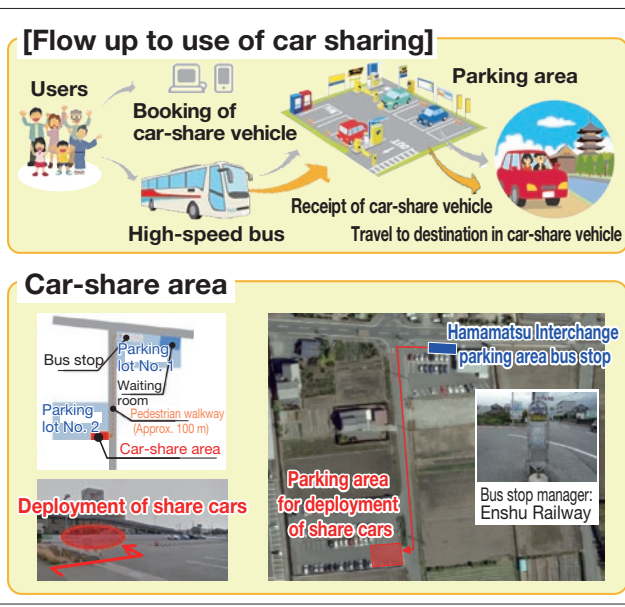 [Flow up to use of car sharing]
Users
Booking of
car-share vehicle
High-speed bus
Parking area
OUT
Receipt of car-share vehicle
Travel to destination in car-share vehicle
Car-share area
Bus stop
Parking
lot No. 1
Waiting
room
Parking
lot No. 2
Pedestrian walkway
(Approx. 100 m)
Car-share area
Deployment of share cars
Hamamatsu Interchange
parking area bus stop
Parking area
for deployment
of share cars
Bus stop manager:
Enshu Railway